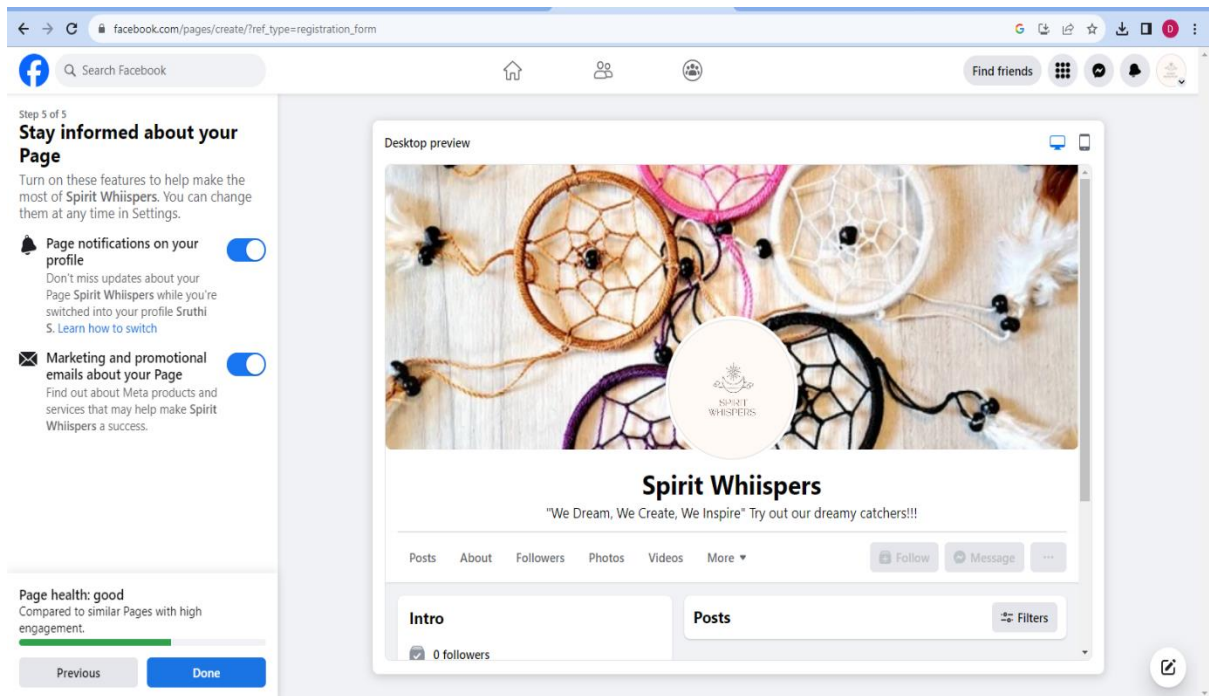 facebook.com/pages/create/?ref_type=registration_form
G
D
Search Facebook
Find friends
Step 5 of 5
Stay informed about your
Page
Turn on these features to help make the
most of Spirit Whiispers. You can change
them at any time in Settings.
Page notifications on your
profile
Don't miss updates about your
Page Spirit Whiispers while you're
switched into your profile Sruthi
S. Learn how to switch
Marketing and promotional
emails about your Page
Find out about Meta products and
services that may help make Spirit
Whiispers a success.
Page health: good
Compared to similar Pages with high
engagement.
Previous
Done
Desktop preview
SPIRIT
WHISPERS
Spirit Whiispers
"We Dream, We Create, We Inspire" Try out our dreamy catchers!!!
Posts About Followers Photos Videos More
Follow
Message
Intro
0 followers
Posts
Filters